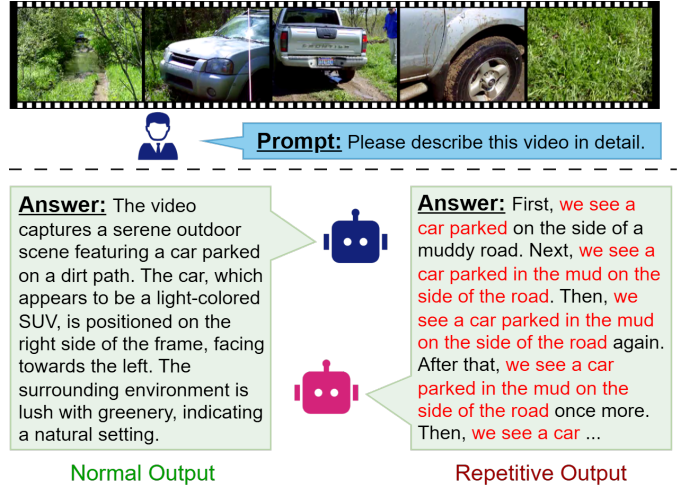 FRONTIER
Prompt: Please describe this video in detail.
Answer: The video
captures a serene outdoor
scene featuring a car parked
on a dirt path. The car, which
appears to be a light-colored
SUV, is positioned on the
right side of the frame, facing
towards the left. The
surrounding environment is
lush with greenery, indicating
a natural setting.
Normal Output
Answer: First, we see a
car parked on the side of a
muddy road. Next, we see a
car parked in the mud on the
side of the road. Then, we
see a car parked in the mud
on the side of the road again.
After that, we see a car
parked in the mud on the
side of the road once more.
Then, we see a car ...
Repetitive Output